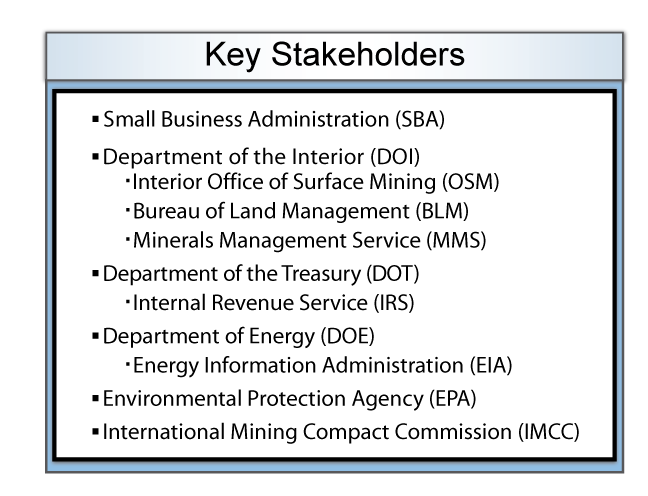 Key Stakeholders
▪ Small Business Administration (SBA)
▪ Department of the Interior (DOI)
· Interior Office of Surface Mining (OSM)
· Bureau of Land Management (BLM)
· Minerals Management Service (MMS)
▪ Department of the Treasury (DOT)
· Internal Revenue Service (IRS)
▪ Department of Energy (DOE)
· Energy Information Administration (EIA)
▪ Environmental Protection Agency (EPA)
▪ International Mining Compact Commission (IMCC)